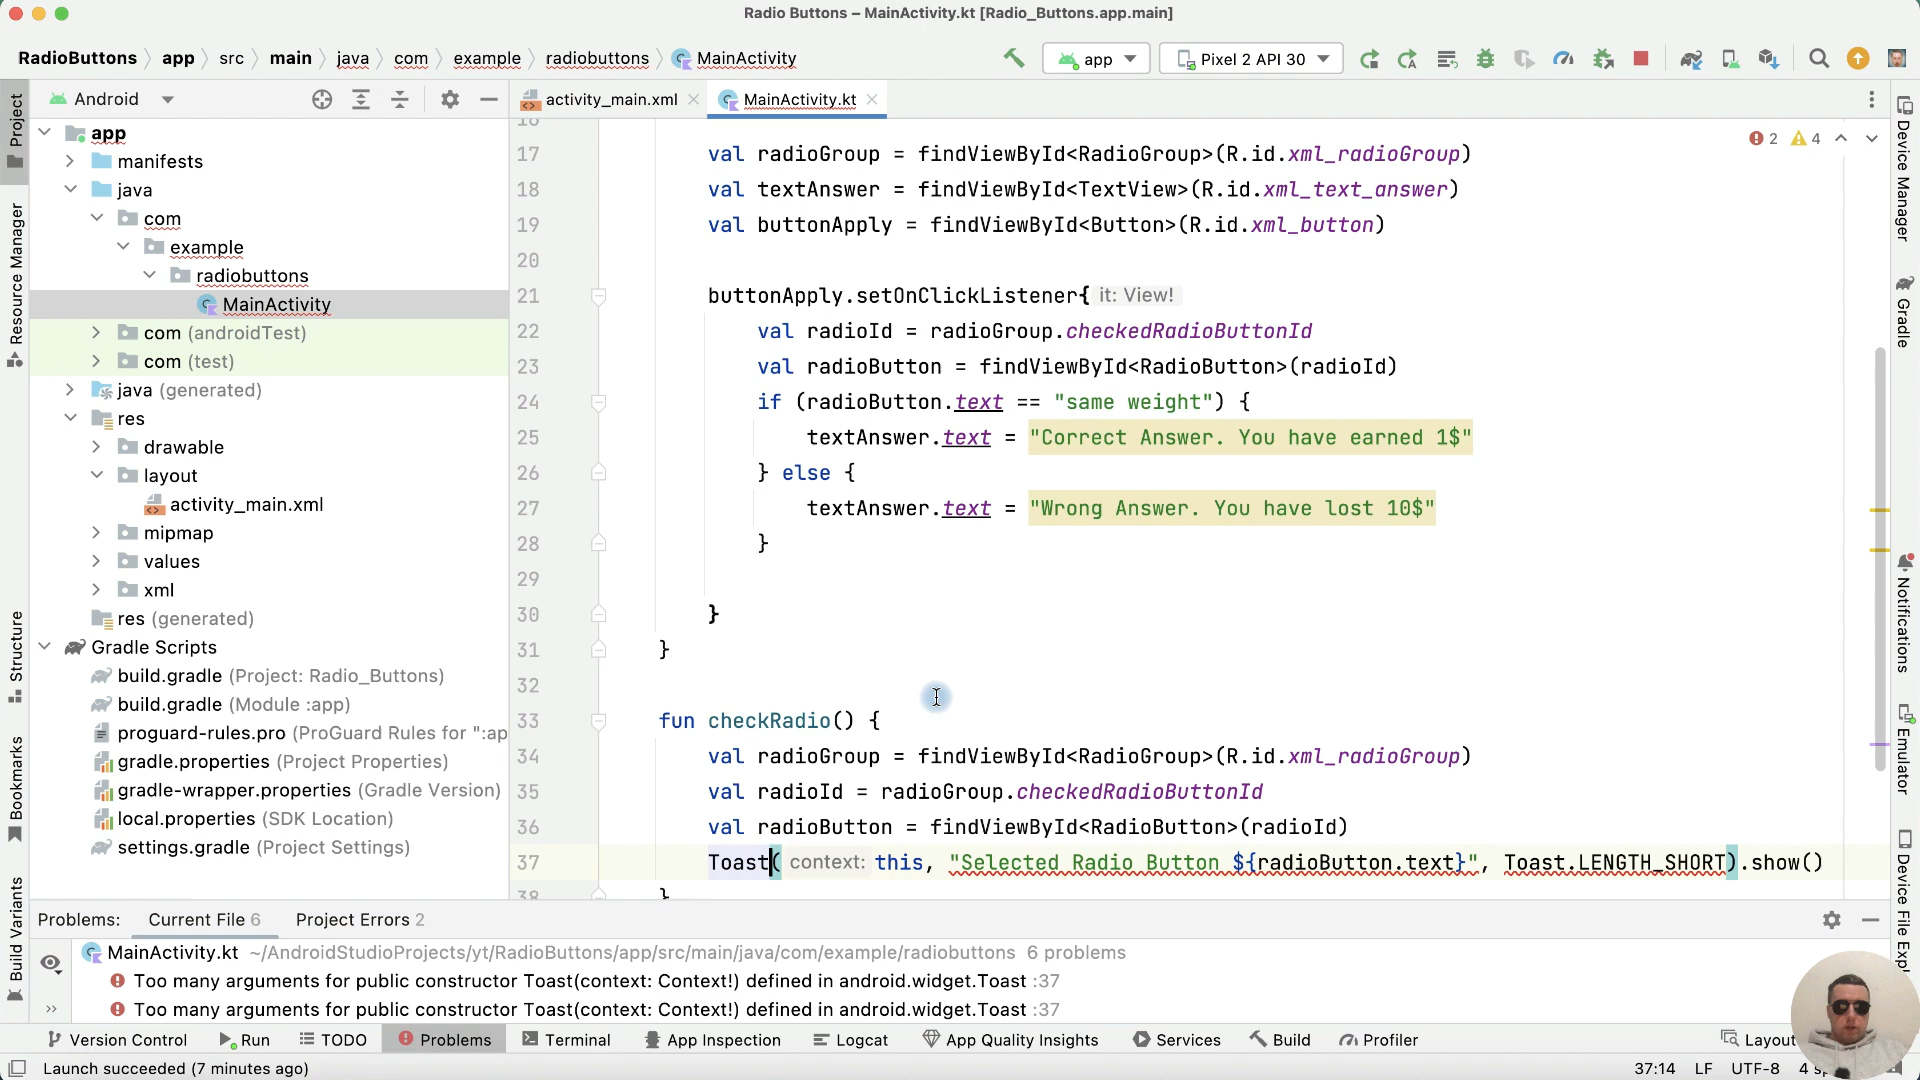 Radio Buttons – MainActivity.kt [Radio_Buttons.app.main]
RadioButtons app src main java com example radiobuttons MainActivity
app
Pixel 2 API 30
Project
Resource Manager
Structure
Bookmarks
Build Variants
Android
app
manifests
java
com
example
radiobuttons
MainActivity
com (androidTest)
com (test)
java (generated)
res
drawable
layout
activity_main.xml
mipmap
values
xml
res (generated)
Gradle Scripts
build.gradle (Project: Radio_Buttons)
build.gradle (Module :app)
proguard-rules.pro (ProGuard Rules for ":ap
gradle.properties (Project Properties)
gradle-wrapper.properties (Gradle Version)
local.properties (SDK Location)
settings.gradle (Project Settings)
activity_main.xml MainActivity.kt
2 4
16
17 val radioGroup = findViewById<RadioGroup>(R.id.xml_radioGroup)
18 val textAnswer = findViewById<TextView>(R.id.xml_text_answer)
19 val buttonApply = findViewById<Button>(R.id.xml_button)
20
21 buttonApply.setOnClickListener{ it: View!
22 val radioId = radioGroup.checkedRadioButtonId
23 val radioButton = findViewById<RadioButton>(radioId)
24 if (radioButton.text == "same weight") {
25 textAnswer.text = "Correct Answer. You have earned 1$"
26 } else {
27 textAnswer.text = "Wrong Answer. You have lost 10$"
28 }
29
30 }
31 }
32
33 fun checkRadio() {
34 val radioGroup = findViewById<RadioGroup>(R.id.xml_radioGroup)
35 val radioId = radioGroup.checkedRadioButtonId
36 val radioButton = findViewById<RadioButton>(radioId)
37 Toast( context: this, "Selected Radio Button ${radioButton.text}", Toast.LENGTH_SHORT).show()
38 }
Device Manager
Gradle
Notifications
Emulator
Device File Expl
Problems: Current File 6 Project Errors 2
MainActivity.kt ~/AndroidStudioProjects/yt/RadioButtons/app/src/main/java/com/example/radiobuttons 6 problems
Too many arguments for public constructor Toast(context: Context!) defined in android.widget.Toast :37
Too many arguments for public constructor Toast(context: Context!) defined in android.widget.Toast :37
Version Control Run TODO Problems Terminal App Inspection Logcat App Quality Insights Services Build Profiler Layou
Launch succeeded (7 minutes ago) 37:14 LF UTF-8 4 sp